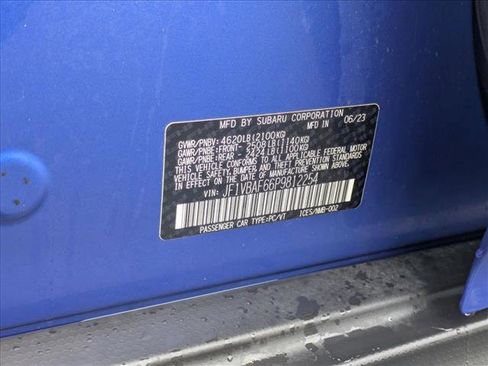 MFD BY SUBARU CORPORATION
MFD IN 06/23
GVWR/PNBV: 4620LB(2100KG)
GAWR/PNBE:FRONT- 2508LB(1140KG)
GAWR/PNBE:REAR - 2424LB(1100KG)
THIS VEHICLE CONFORMS TO ALL APPLICABLE FEDERAL MOTOR
VEHICLE SAFETY, BUMPER, AND THEFT PREVENTION STANDARDS
IN EFFECT ON THE DATE OF MANUFACTURE SHOWN ABOVE.
VIN: JF1VBAF66P9812254
PASSENGER CAR TYPE:PC/VT ICES/NMB-002